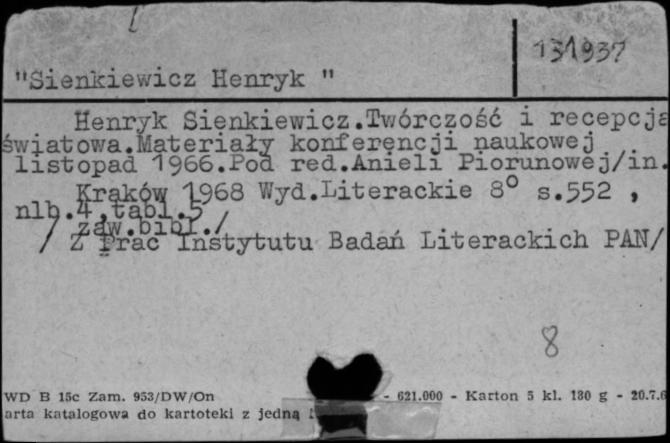 131937
"Sienkiewicz Henryk "
Henryk Sienkiewicz.Twórczość i recepcja
światowa.Materiały konferencji naukowej
listopad 1966.Pod red.Anieli Piorunowej/in.
Kraków 1968 Wyd.Literackie 8° s.552 ,
nlb.4,tabl.5
zaw.bibl./
/ Z Prac Instytutu Badań Literackich PAN/
8
WD B 15c Zam. 953/DW/On - 621.000 - Karton 5 kl. 180 g - 20.7.6
arta katalogowa do kartoteki z jedną